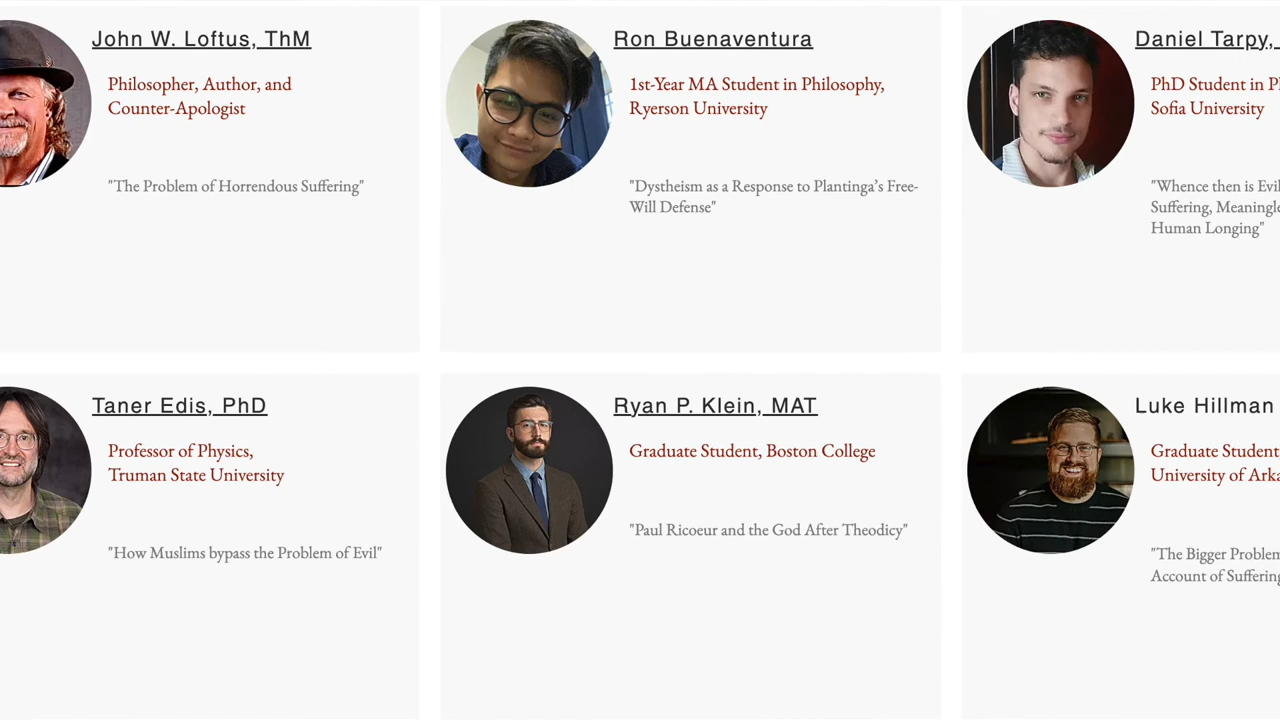 John W. Loftus, ThM
Philosopher, Author, and
Counter-Apologist
"The Problem of Horrendous Suffering"
Ron Buenaventura
1st-Year MA Student in Philosophy,
Ryerson University
"Dystheism as a Response to Plantinga’s Free-
Will Defense"
Daniel Tarpy,
PhD Student in
Sofia University
"Whence then is
Suffering,
Human Longing"
Taner Edis, PhD
Professor of Physics,
Truman State University
"How Muslims bypass the Problem of Evil"
Ryan P. Klein, MAT
Graduate Student, Boston College
"Paul Ricoeur and the God After Theodicy"
Luke Hillman
Graduate Student
University of
"The Bigger
Account of